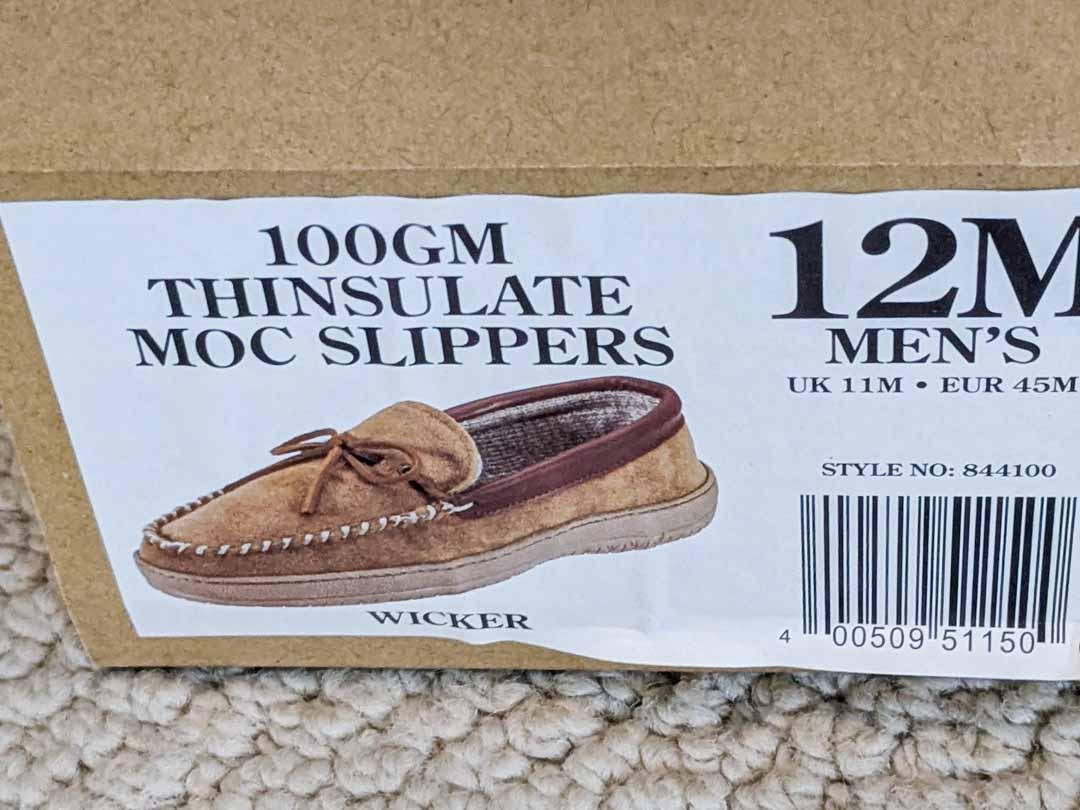 100GM
THINSULATE
MOC SLIPPERS
WICKER
12M
MEN'S
UK 11M • EUR 45M
STYLE NO: 844100
4 00509 51150